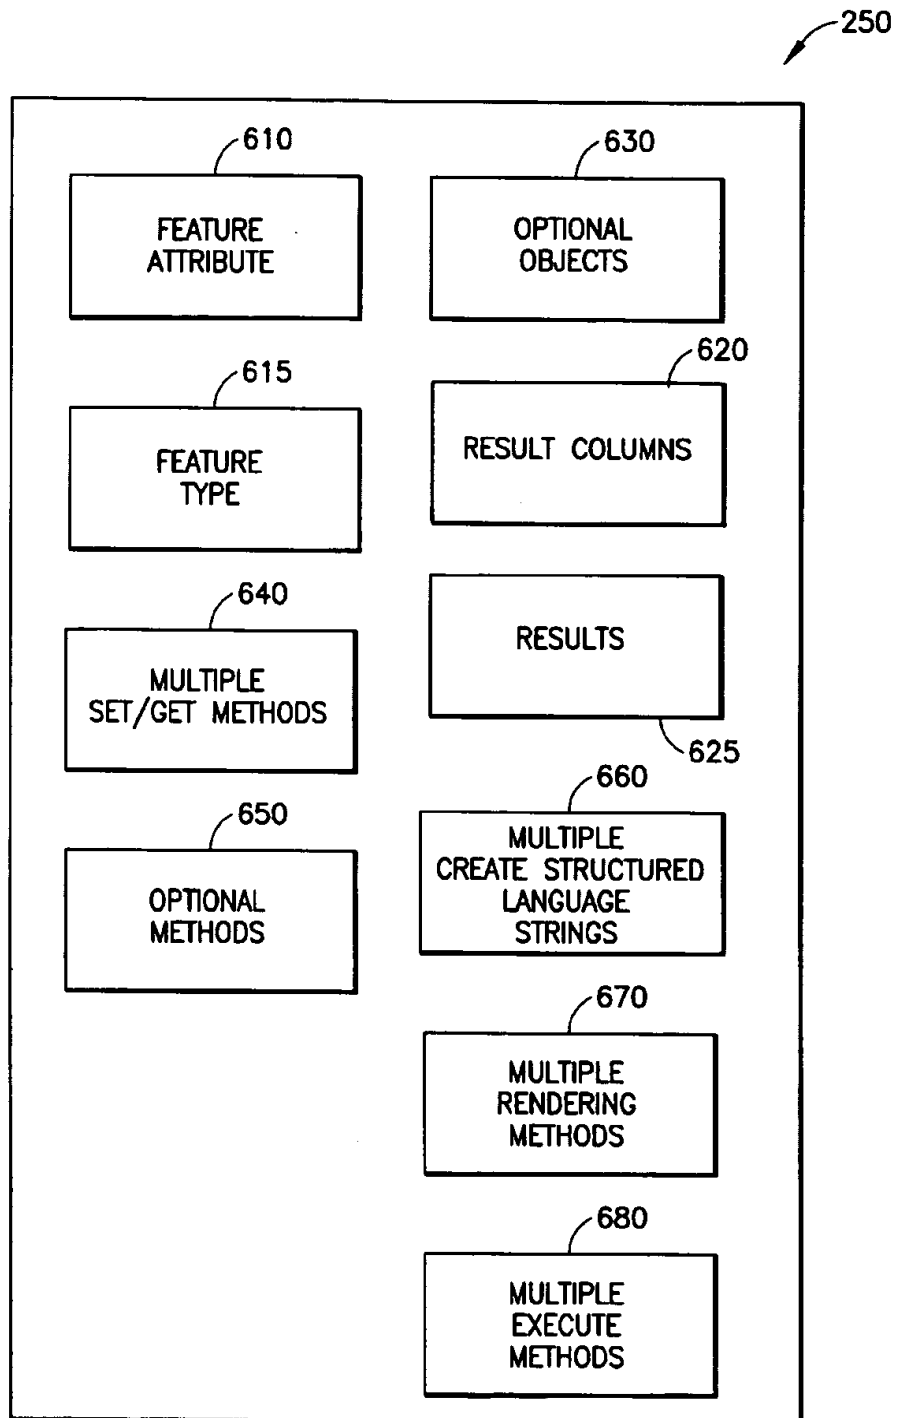 250
610
FEATURE
ATTRIBUTE
630
OPTIONAL
OBJECTS
615
FEATURE
TYPE
620
RESULT COLUMNS
640
MULTIPLE
SET/GET METHODS
RESULTS
625
650
OPTIONAL
METHODS
660
MULTIPLE
CREATE STRUCTURED
LANGUAGE
STRINGS
670
MULTIPLE
RENDERING
METHODS
680
MULTIPLE
EXECUTE
METHODS